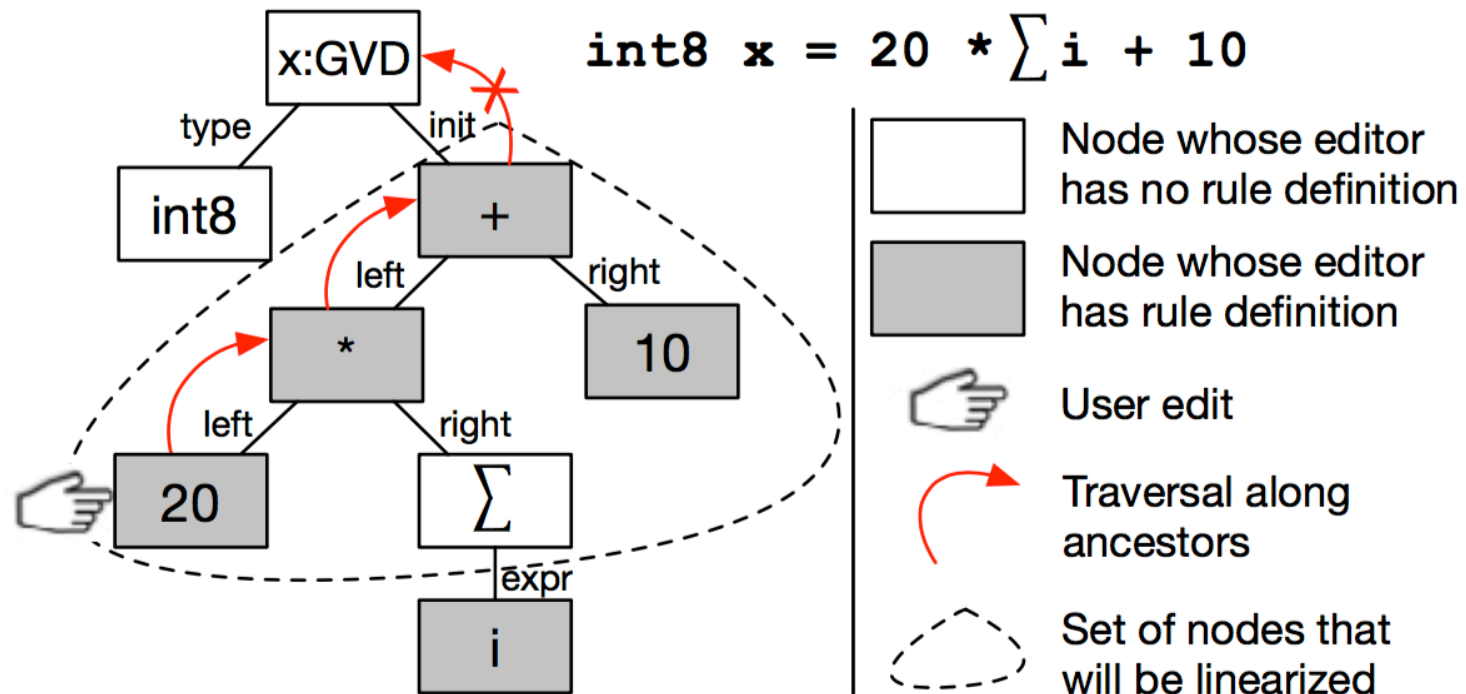 int8 x = 20 * ∑ i + 10
x:GVD
type
init
int8
+
left
right
*
10
left
right
20
∑
expr
i
Node whose editor
has no rule definition
Node whose editor
has rule definition
User edit
Traversal along
ancestors
Set of nodes that
will be linearized